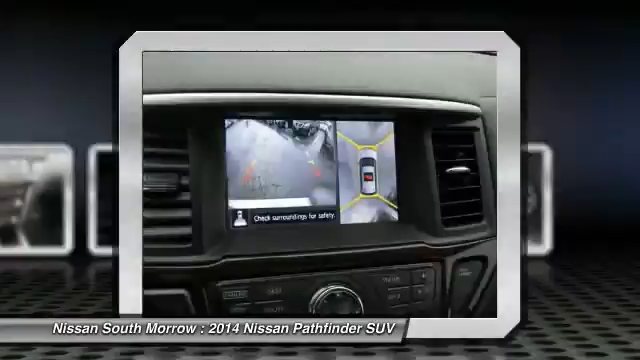 Check surroundings for safety.
Nissan South Morrow : 2014 Nissan Pathfinder SUV